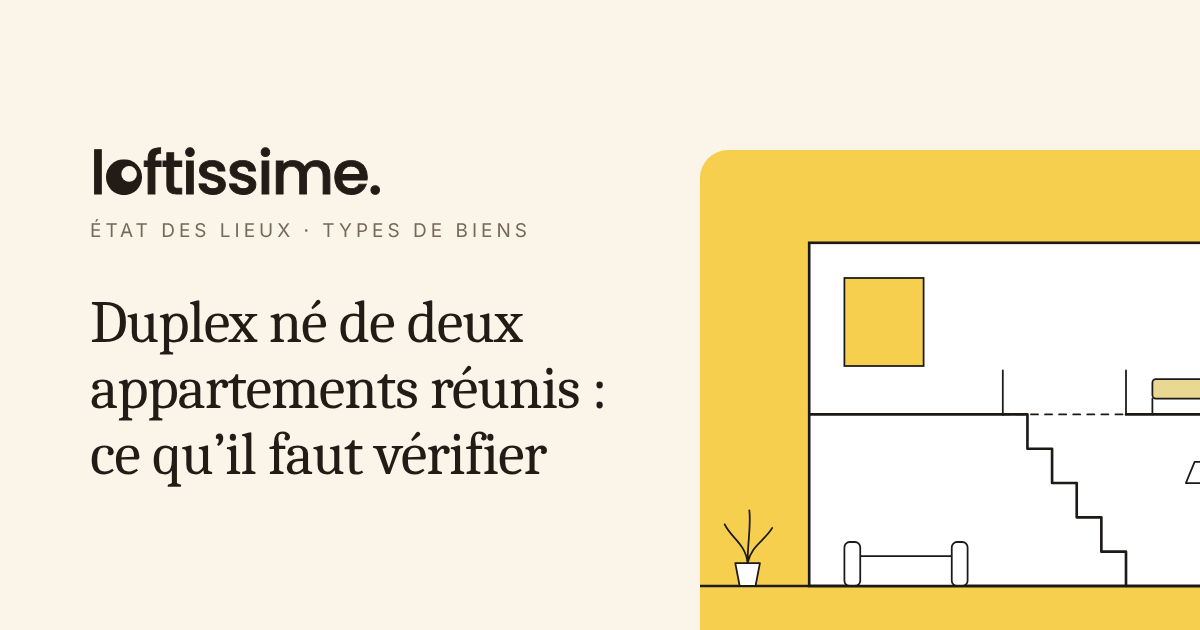 loftissime.
ÉTAT DES LIEUX · TYPES DE BIENS
Duplex né de deux
appartements réunis :
ce qu’il faut vérifier